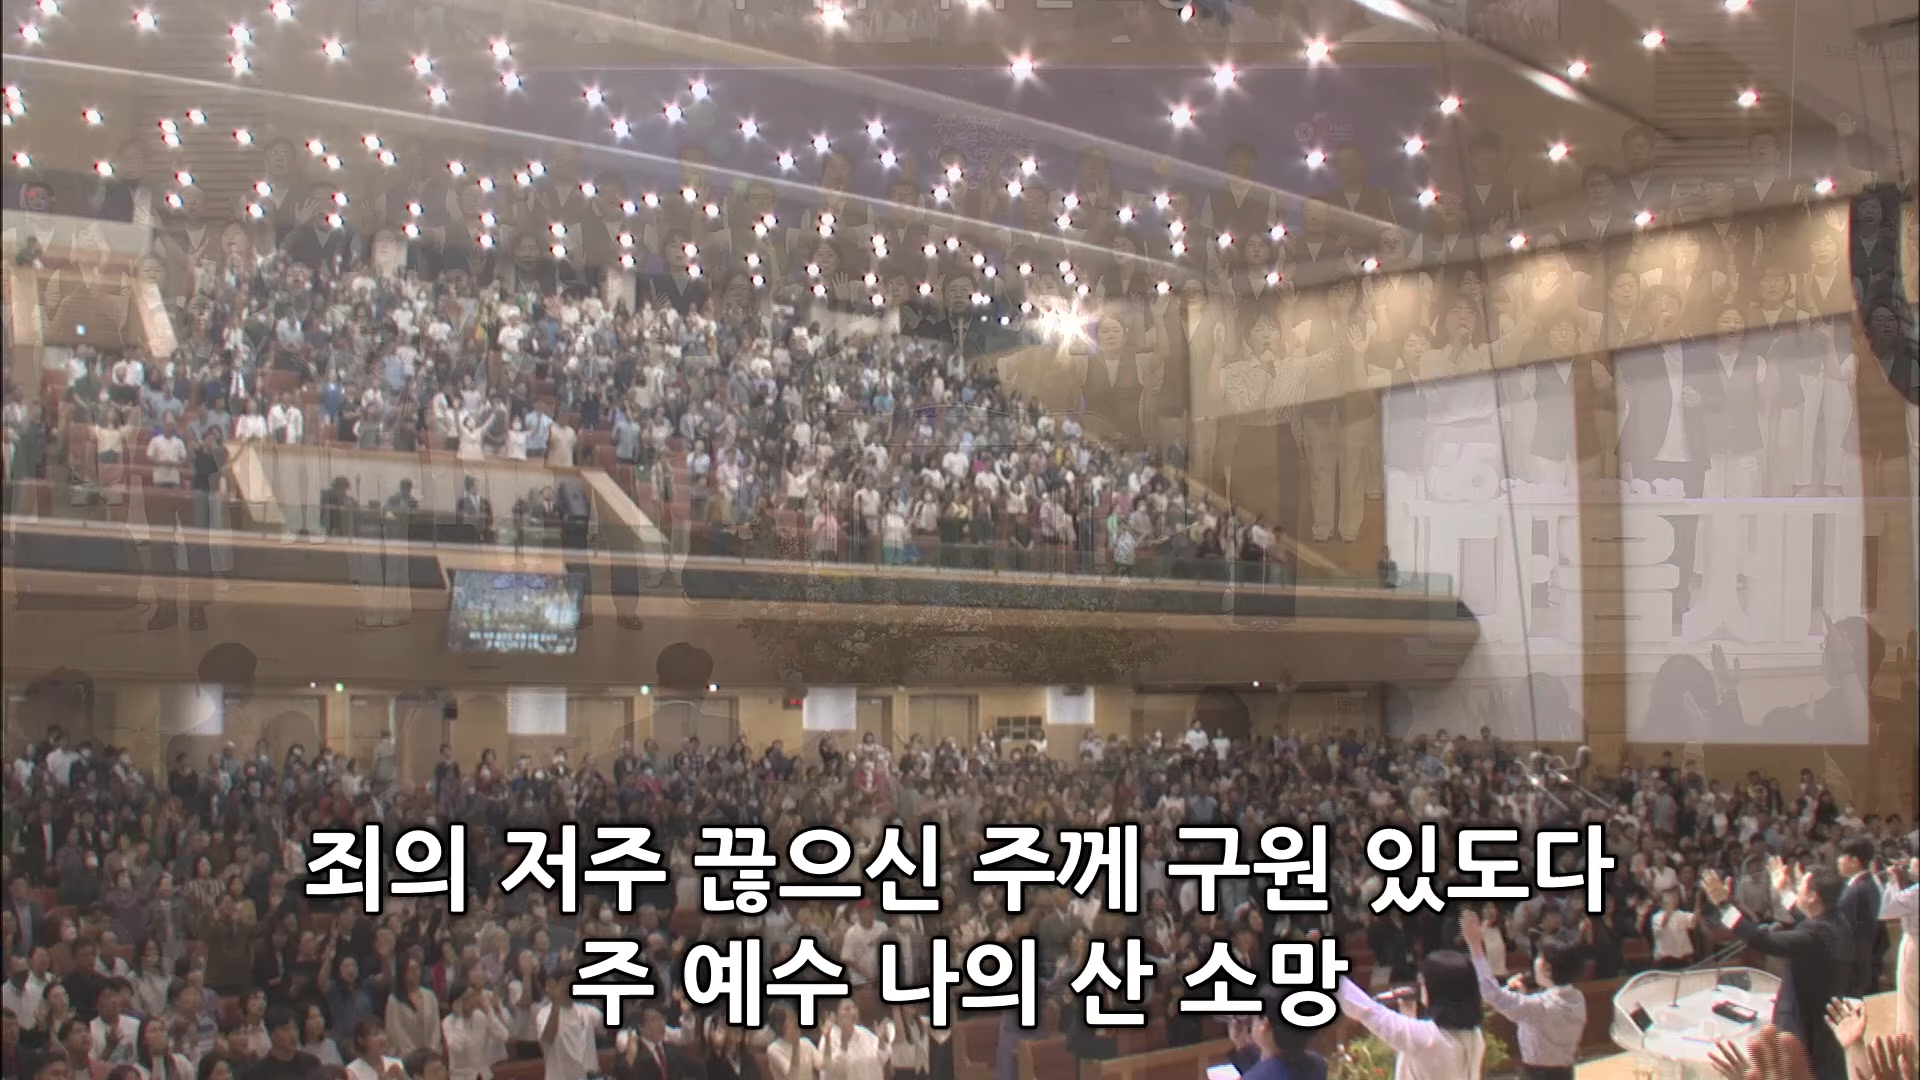 죄의 저주 끊으신 주께 구원 있도다
주 예수 나의 산 소망